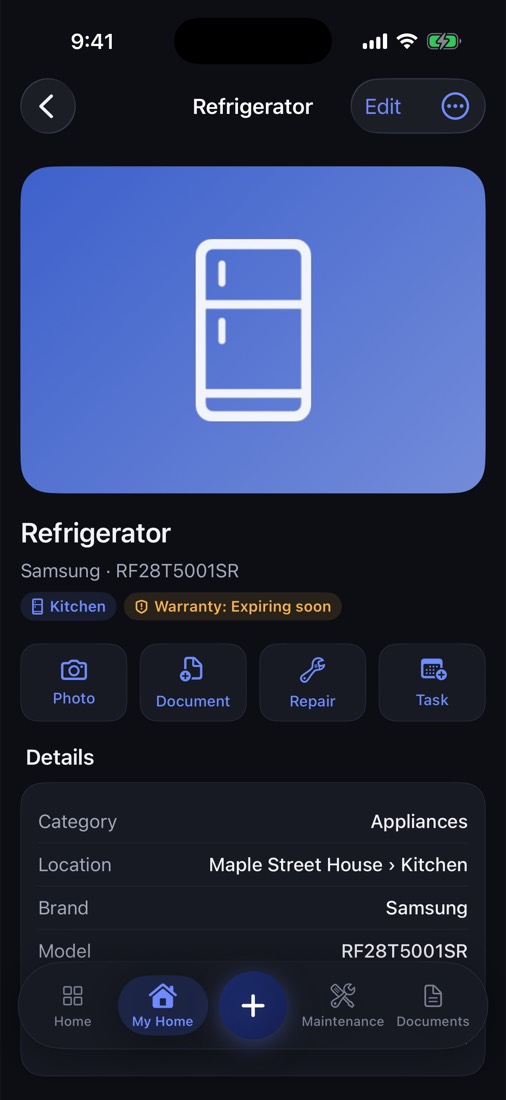 9:41
Refrigerator
Edit
Refrigerator
Samsung · RF28T5001SR
Kitchen
Warranty: Expiring soon
Photo
Document
Repair
Task
Details
Category
Appliances
Location
Maple Street House › Kitchen
Brand
Samsung
Model
RF28T5001SR
Home
My Home
Maintenance
Documents